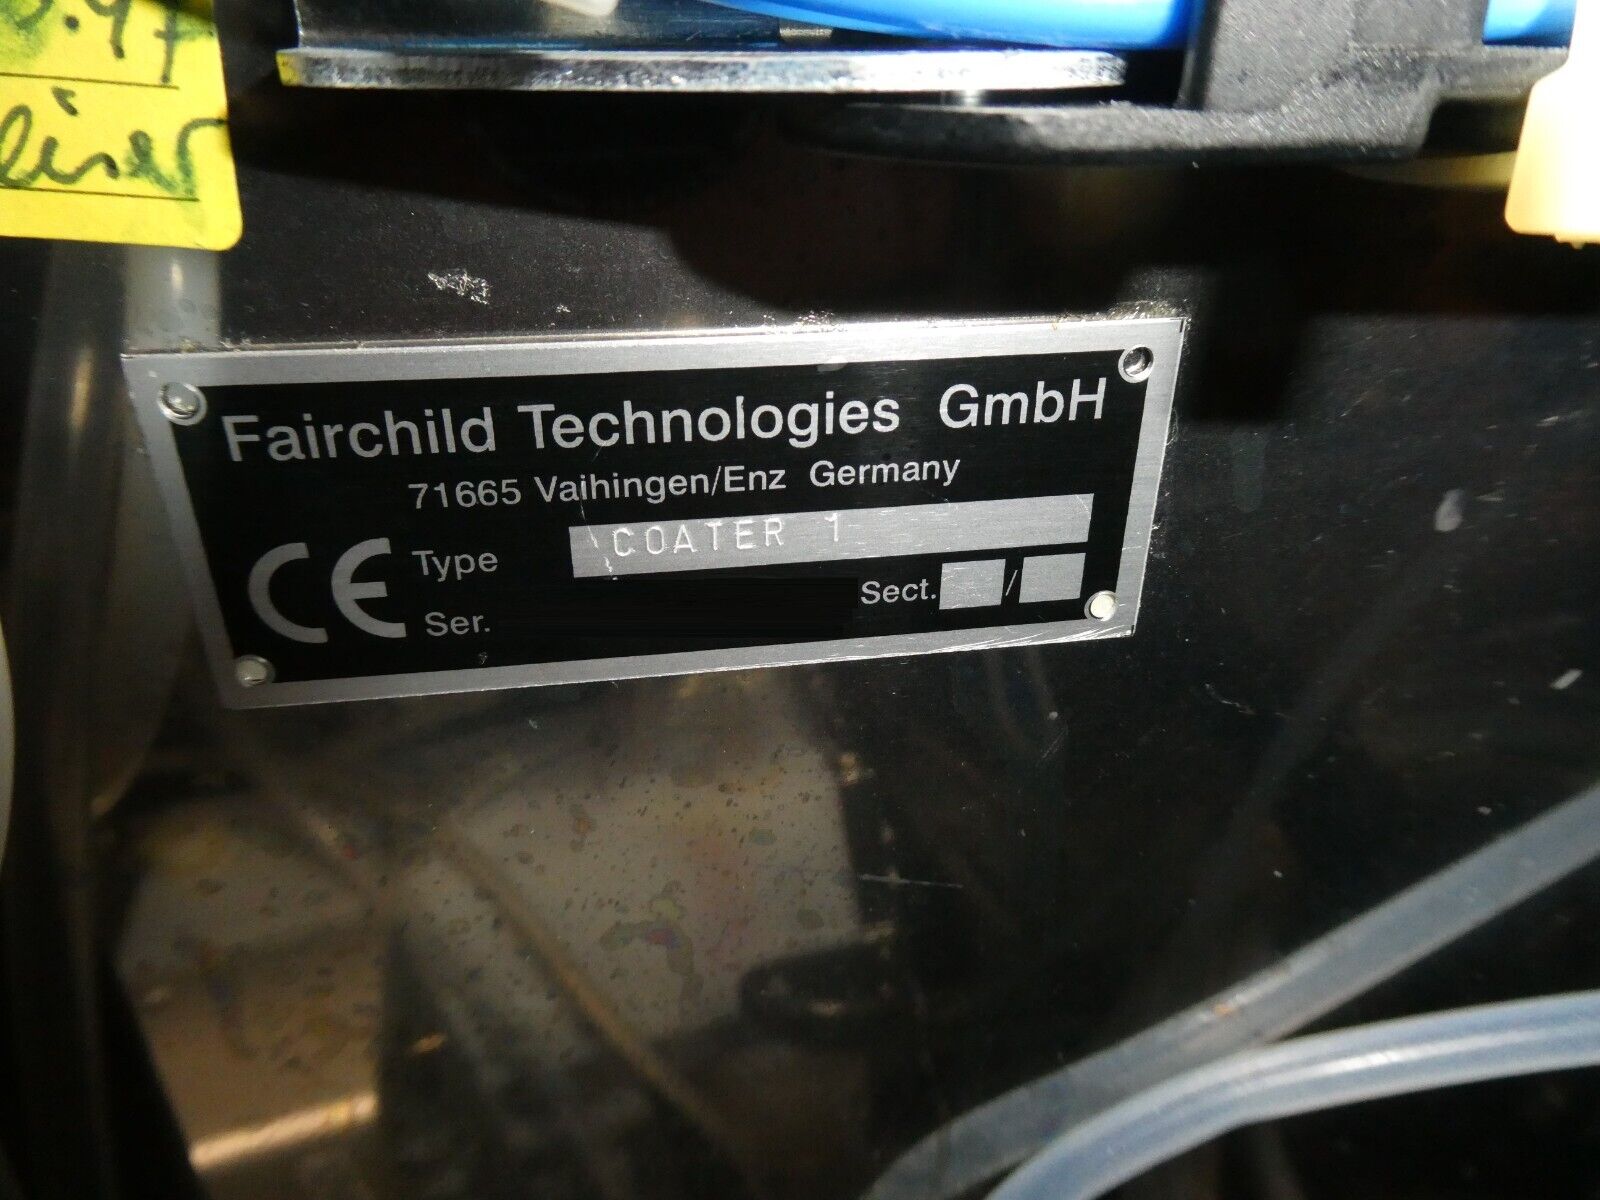 Fairchild Technologies GmbH
71665 Vaihingen/Enz Germany
CE
Type COATER 1
Sect. /
Ser.